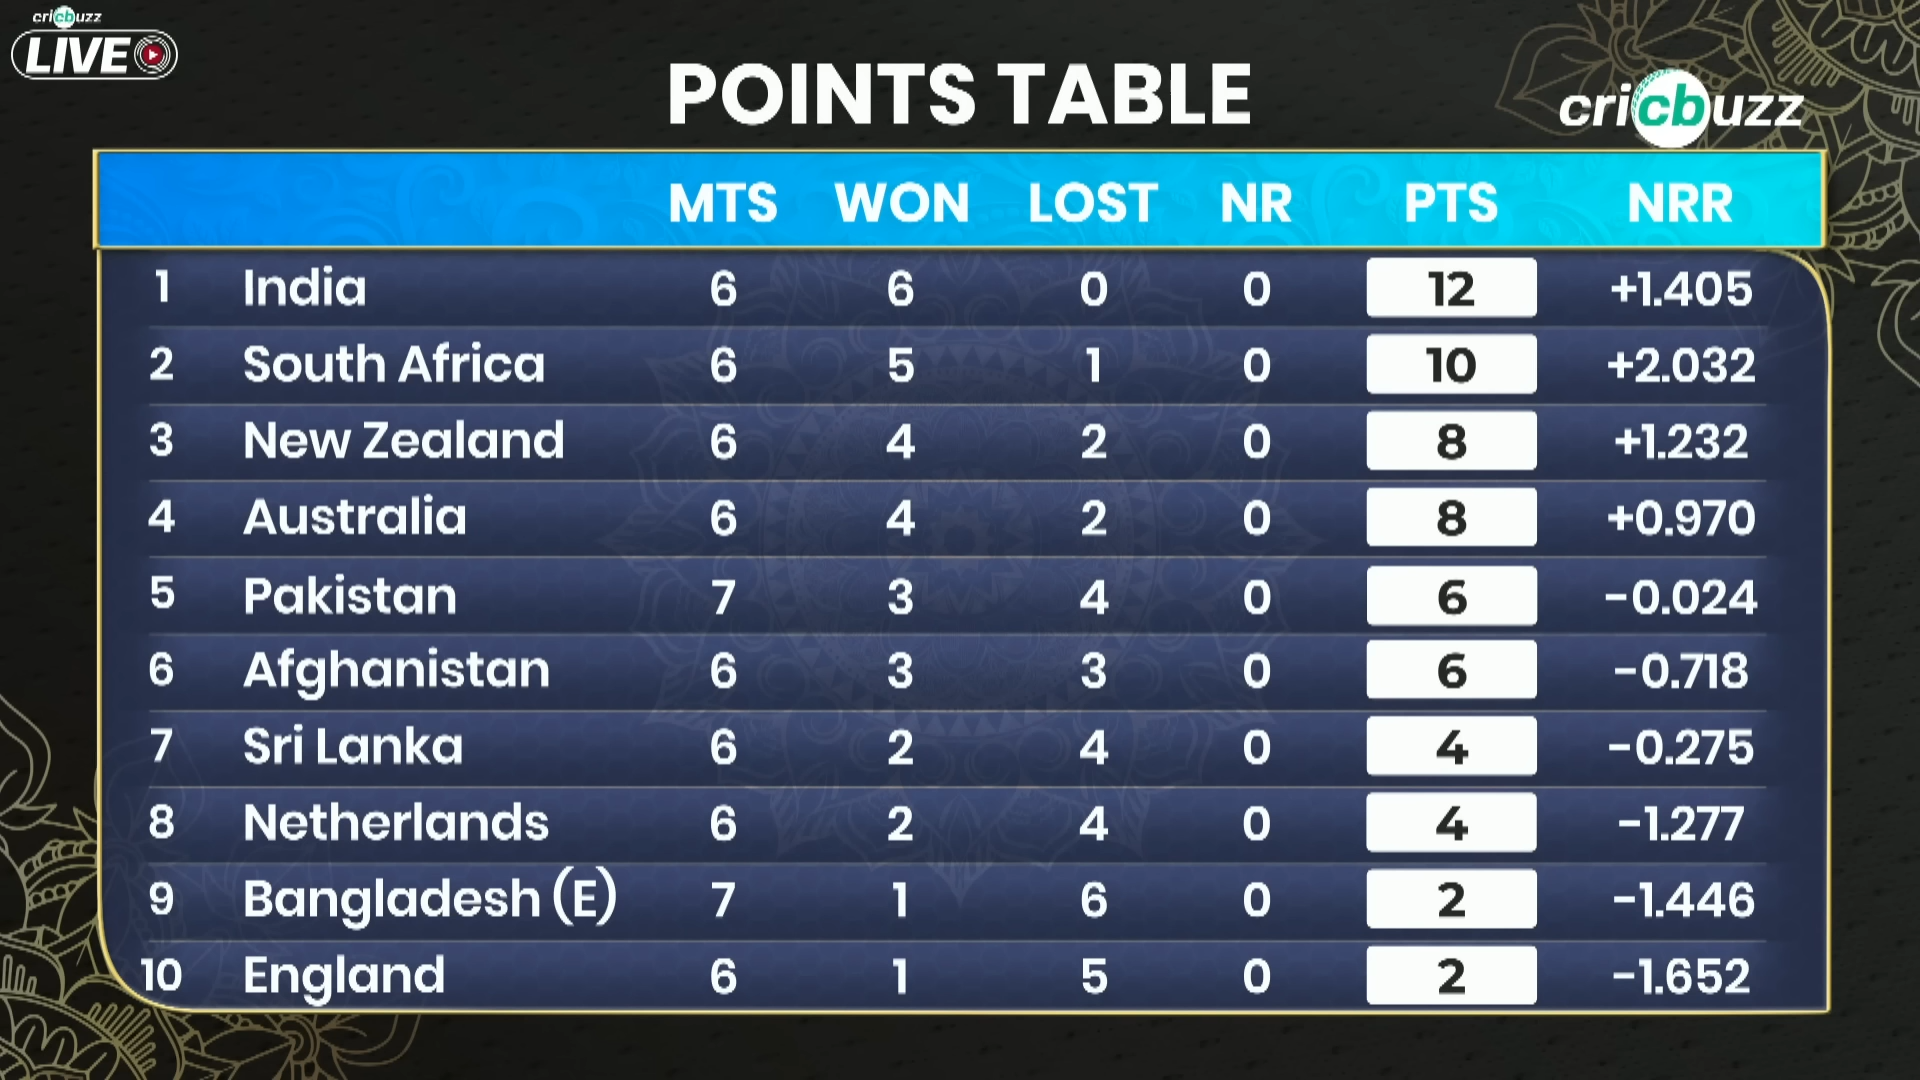 cricbuzz
LIVE
POINTS TABLE
cricbuzz
MTS WON LOST NR PTS NRR
1 India 6 6 0 0 12 +1.405
2 South Africa 6 5 1 0 10 +2.032
3 New Zealand 6 4 2 0 8 +1.232
4 Australia 6 4 2 0 8 +0.970
5 Pakistan 7 3 4 0 6 -0.024
6 Afghanistan 6 3 3 0 6 -0.718
7 Sri Lanka 6 2 4 0 4 -0.275
8 Netherlands 6 2 4 0 4 -1.277
9 Bangladesh (E) 7 1 6 0 2 -1.446
10 England 6 1 5 0 2 -1.652